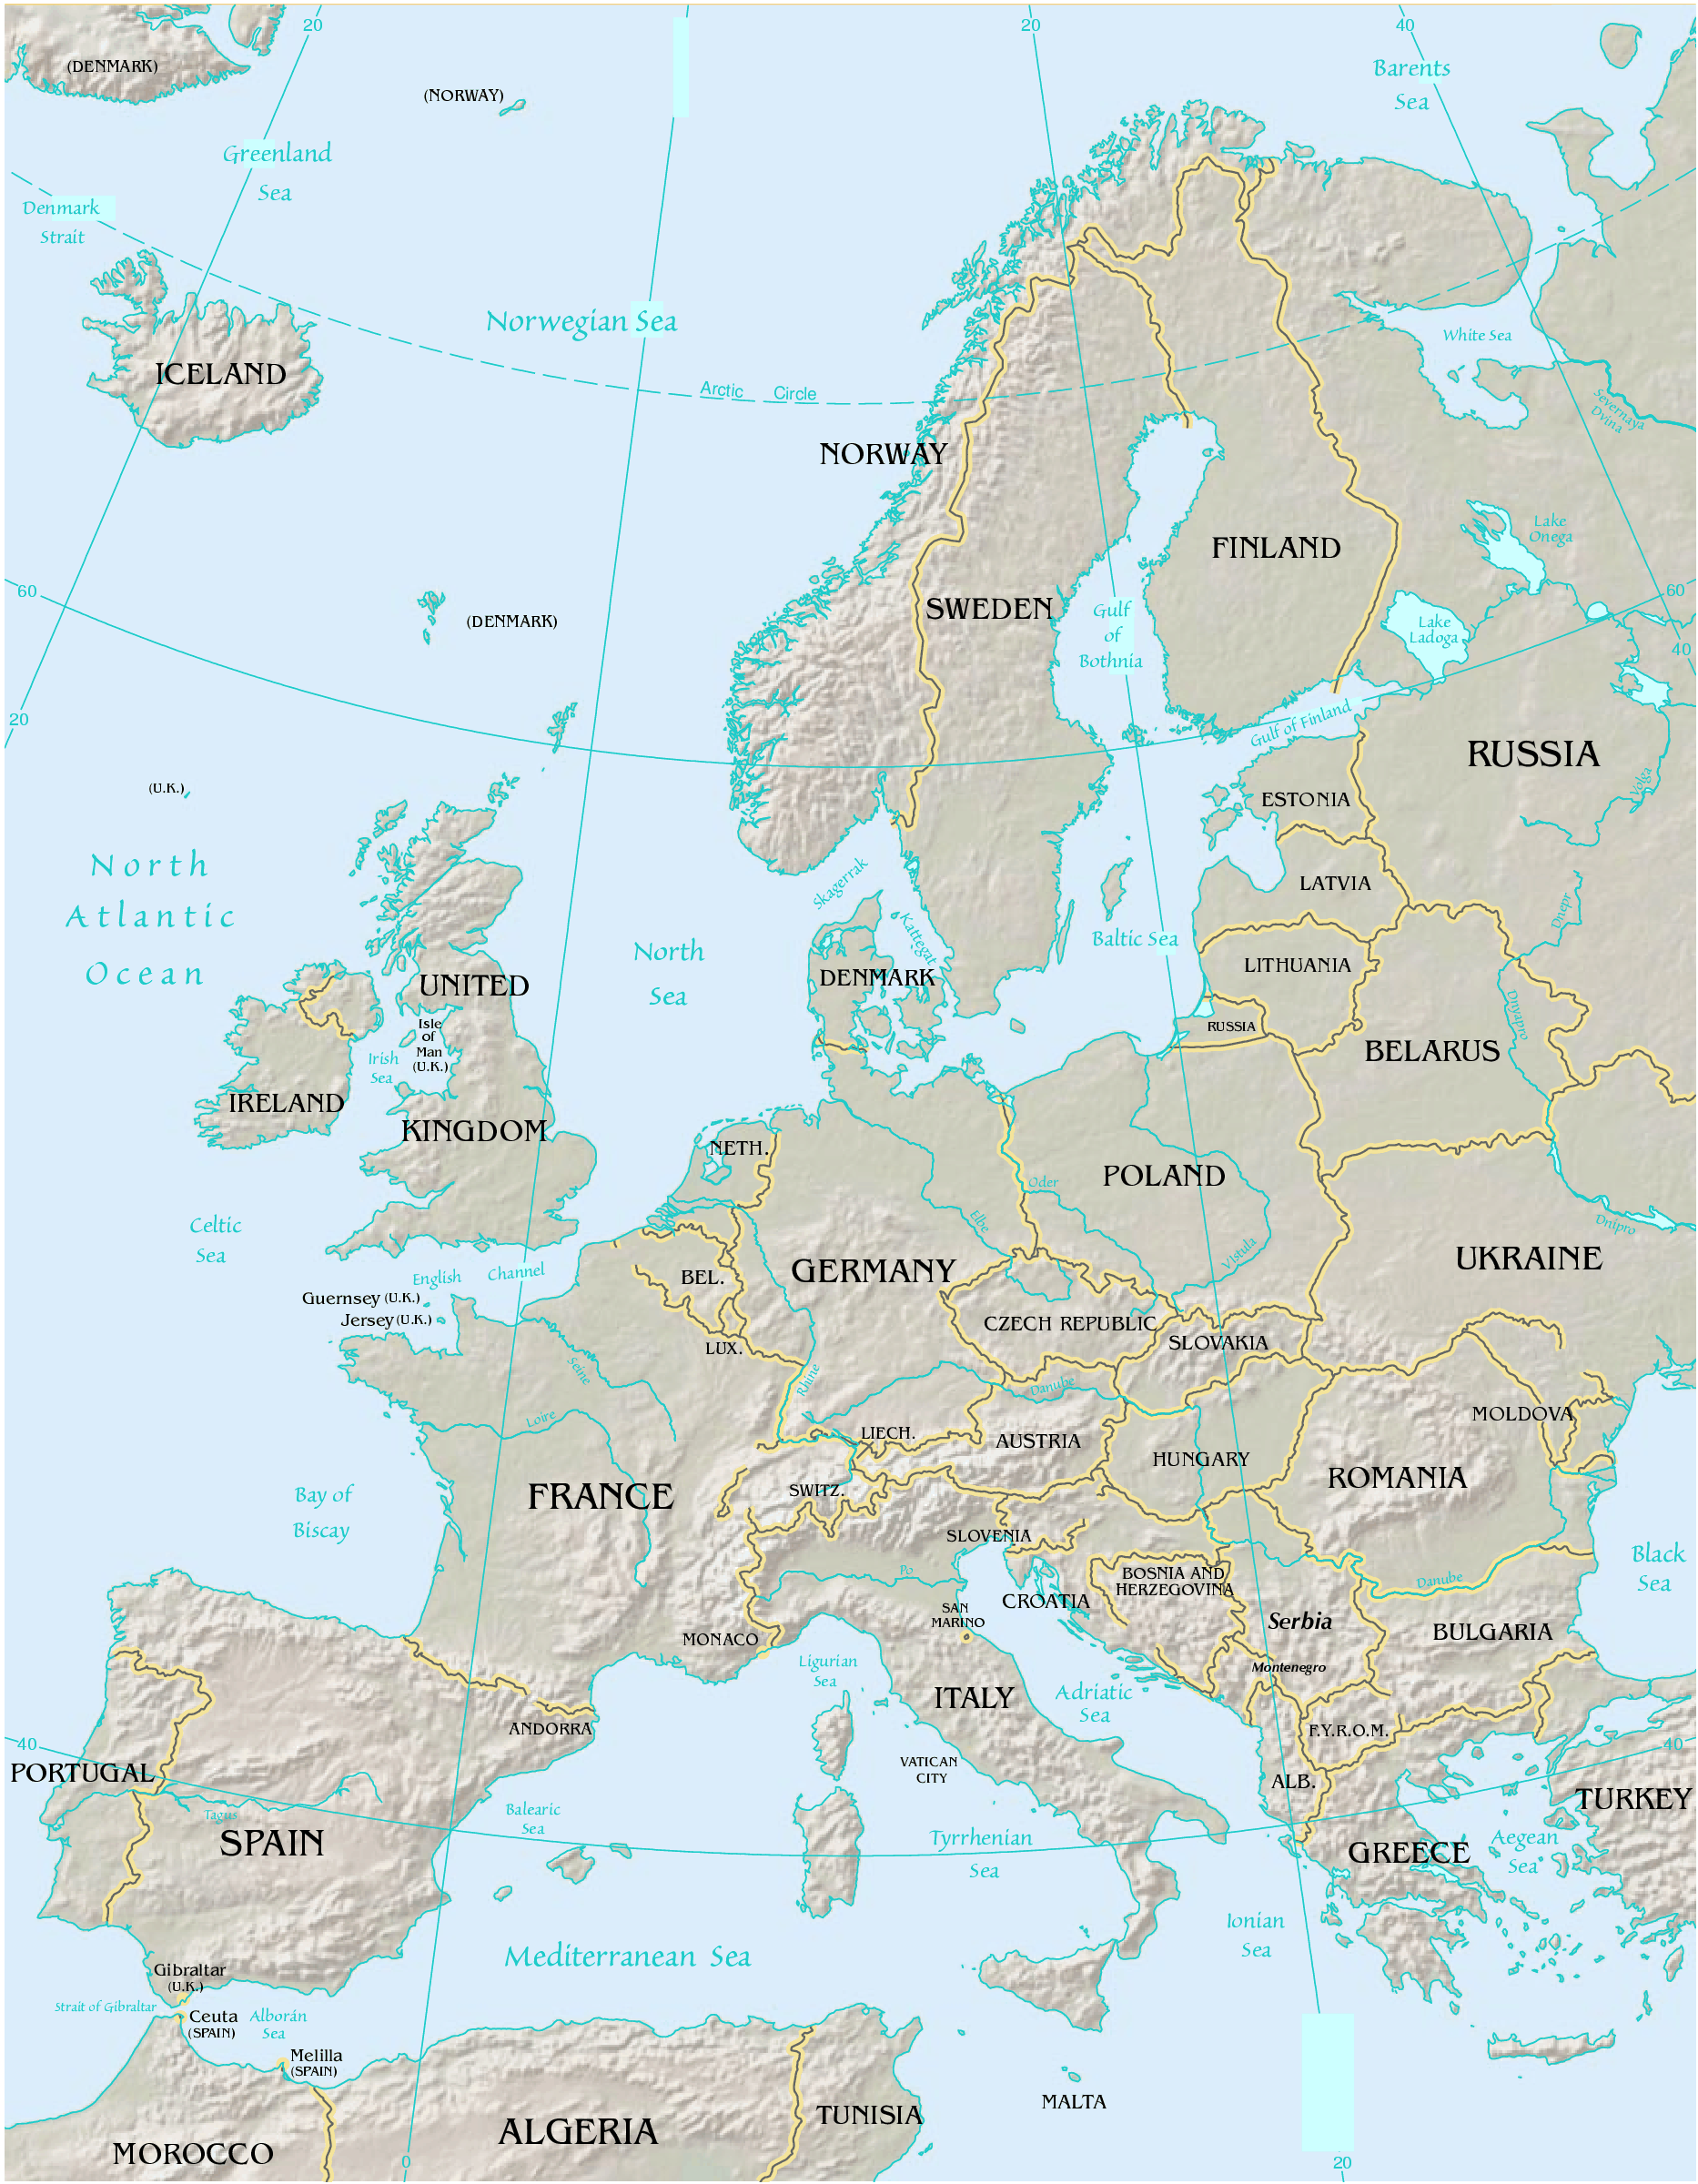 20
20
40
(DENMARK)
(NORWAY)
Barents
Sea
Greenland
Sea
Denmark
Strait
Norwegian Sea
White Sea
ICELAND
Arctic Circle
Severnaya
Dvina
NORWAY
Lake
Onega
FINLAND
60
60
SWEDEN
Gulf
of
Bothnia
(DENMARK)
Lake
Ladoga
40
20
Gulf of Finland
RUSSIA
(U.K.)
Volga
ESTONIA
North
Atlantic
Ocean
Skagerrak
LATVIA
Dnepr
Kattegat
Baltic Sea
North
Sea
LITHUANIA
DENMARK
UNITED
KINGDOM
Isle
of
Man
(U.K.)
Irish
Sea
RUSSIA
Dnyapro
BELARUS
IRELAND
NETH.
POLAND
Oder
Elbe
Vistula
Dnipro
Celtic
Sea
UKRAINE
English Channel
GERMANY
BEL.
Guernsey (U.K.)
Jersey (U.K.)
CZECH REPUBLIC
SLOVAKIA
LUX.
Seine
Rhine
Danube
Loire
MOLDOVA
LIECH.
AUSTRIA
HUNGARY
ROMANIA
SWITZ.
FRANCE
Bay of
Biscay
SLOVENIA
Po
BOSNIA AND
HERZEGOVINA
CROATIA
Danube
Black
Sea
SAN
MARINO
Serbia
BULGARIA
MONACO
Ligurian
Sea
Montenegro
ITALY
Adriatic
Sea
ANDORRA
F.Y.R.O.M.
40
40
VATICAN
CITY
PORTUGAL
ALB.
TURKEY
Tagus
Balearic
Sea
SPAIN
Tyrrhenian
Sea
GREECE
Aegean
Sea
Ionian
Sea
Mediterranean Sea
Gibraltar
(U.K.)
Strait of Gibraltar
Ceuta
(SPAIN)
Alborán
Sea
Melilla
(SPAIN)
MALTA
TUNISIA
ALGERIA
MOROCCO
0
20